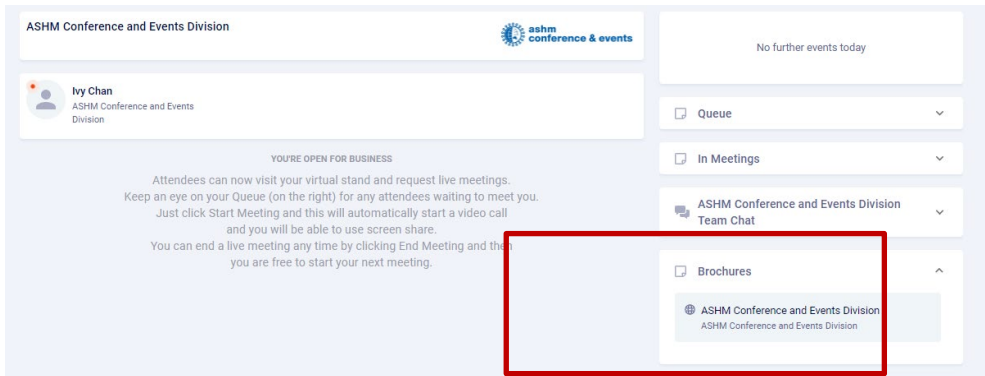 ASHM Conference and Events Division
ashm
conference & events
Ivy Chan
ASHM Conference and Events
Division
YOU'RE OPEN FOR BUSINESS
Attendees can now visit your virtual stand and request live meetings.
Keep an eye on your Queue (on the right) for any attendees waiting to meet you.
Just click Start Meeting and this will automatically start a video call
and you will be able to use screen share.
You can end a live meeting any time by clicking End Meeting and then
you are free to start your next meeting.
No further events today
Queue
In Meetings
ASHM Conference and Events Division
Team Chat
Brochures
ASHM Conference and Events Division
ASHM Conference and Events Division